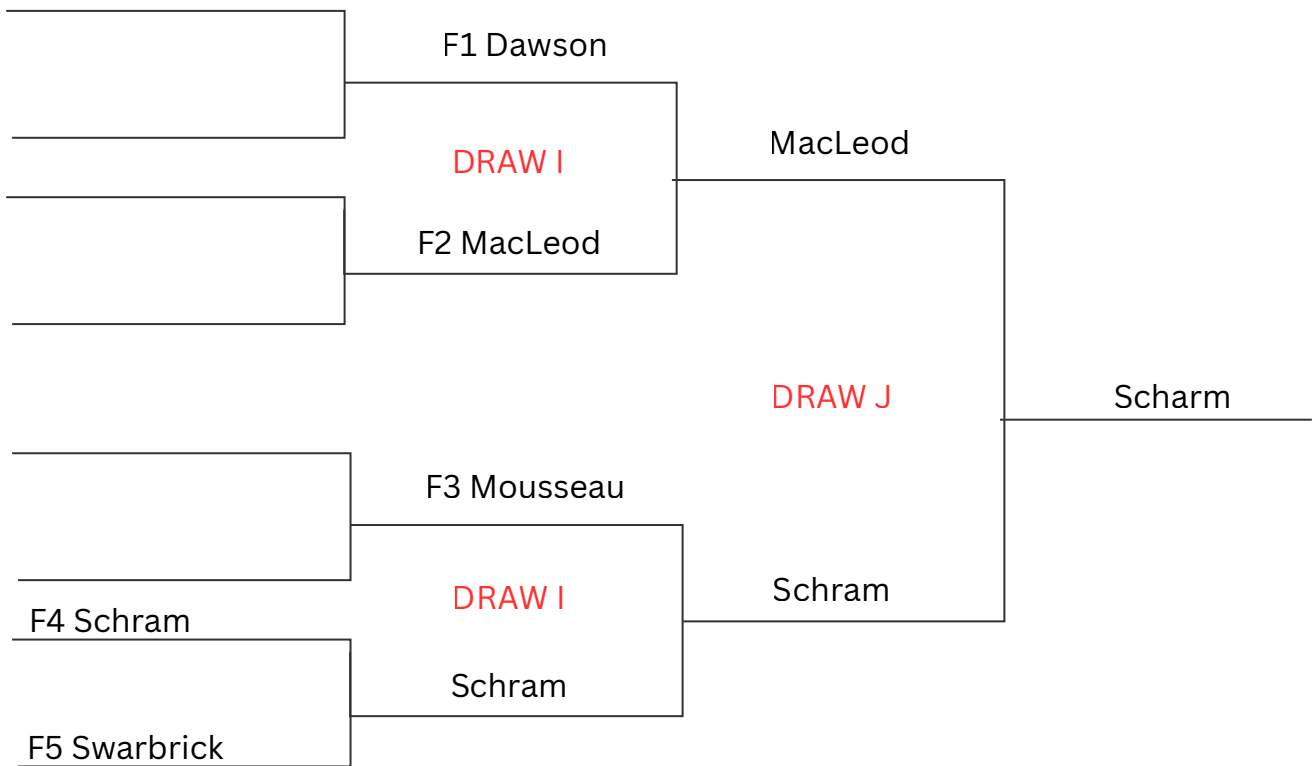 F1 Dawson
DRAW I
MacLeod
F2 MacLeod
DRAW J
Scharm
F3 Mousseau
DRAW I
Schram
F4 Schram
Schram
F5 Swarbrick